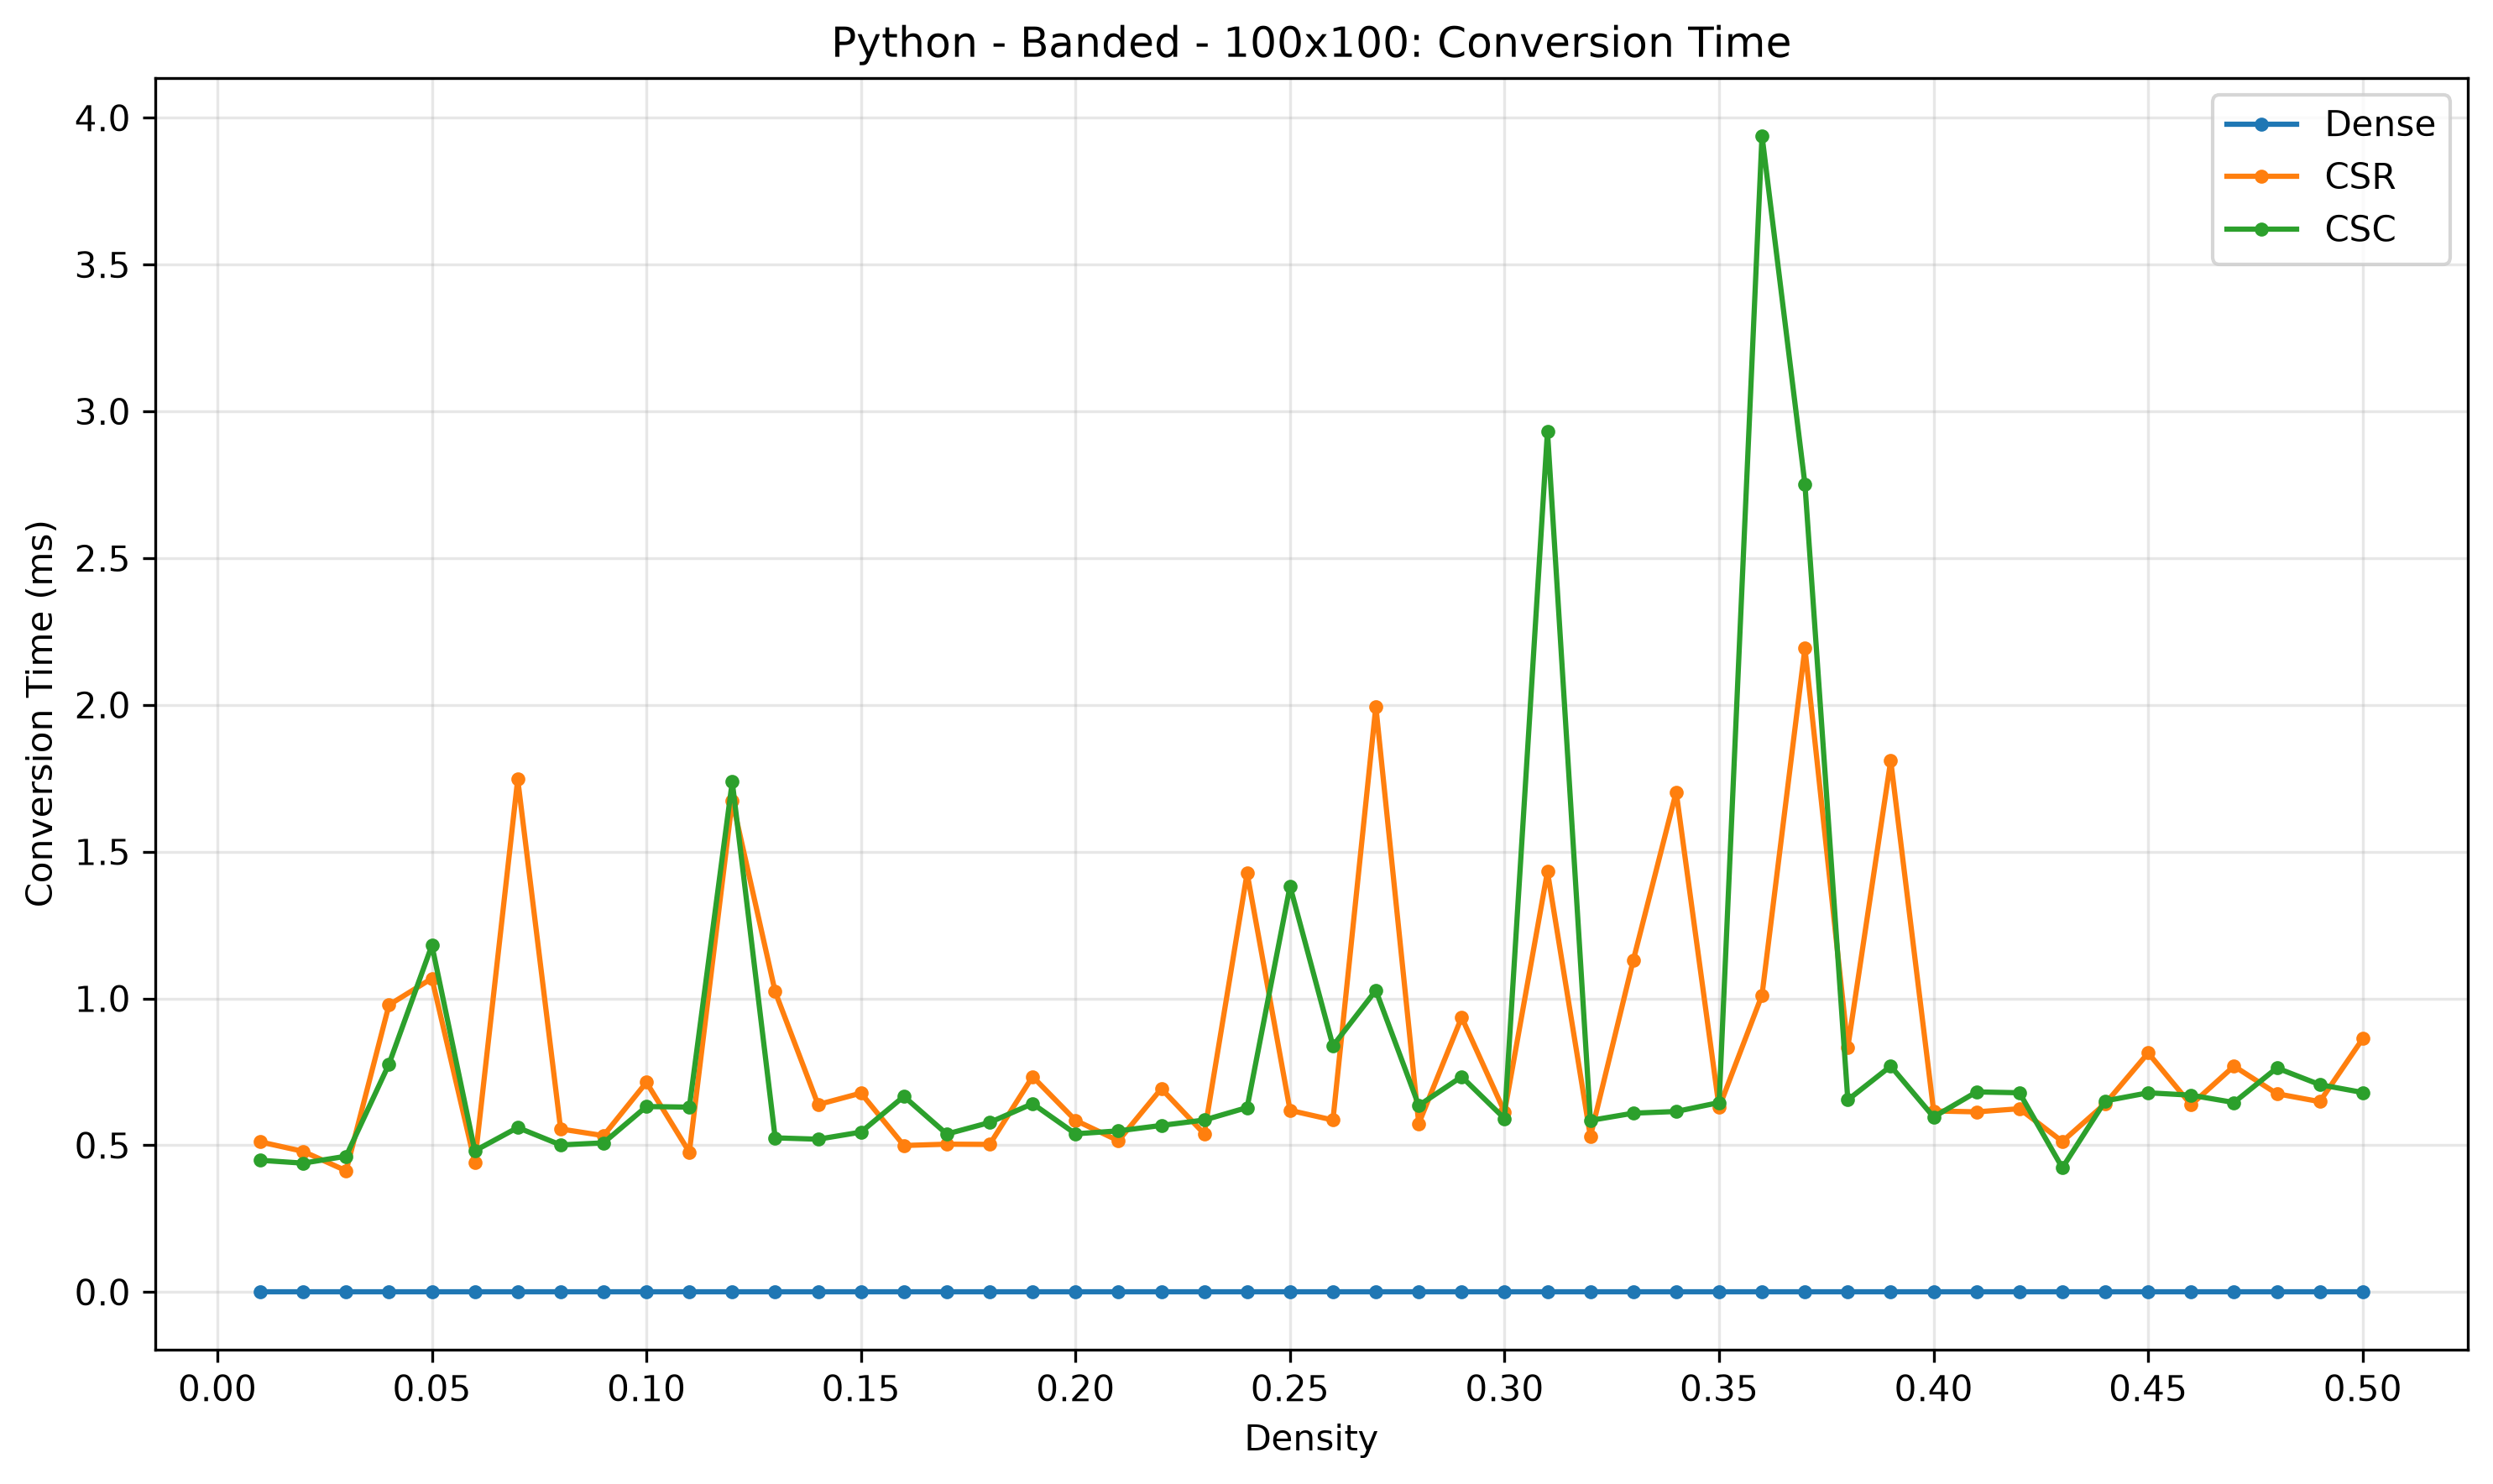 Python - Banded - 100x100: Conversion Time
Dense
CSR
CSC
Conversion Time (ms)
4.0
3.5
3.0
2.5
2.0
1.5
1.0
0.5
0.0
0.00 0.05 0.10 0.15 0.20 0.25 0.30 0.35 0.40 0.45 0.50
Density